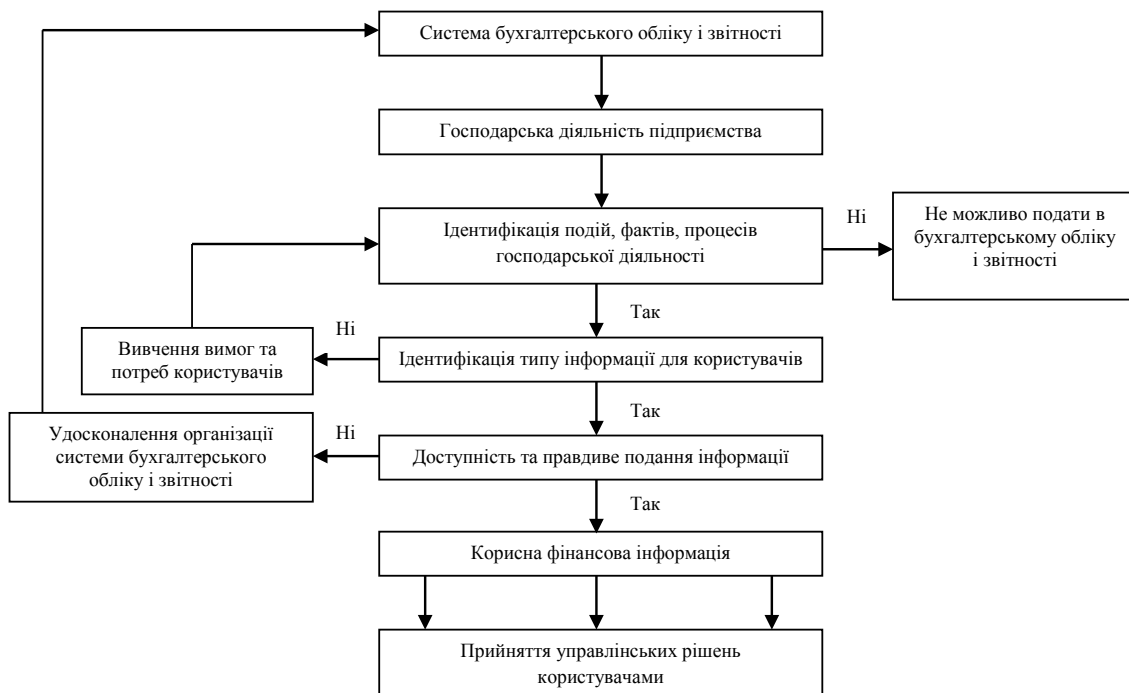 Система бухгалтерського обліку і звітності
Господарська діяльність підприємства
Ідентифікація подій, фактів, процесів
господарської діяльності
Ні
Не можливо подати в
бухгалтерському обліку
і звітності
Так
Ідентифікація типу інформації для користувачів
Ні
Вивчення вимог та
потреб користувачів
Так
Доступність та правдиве подання інформації
Ні
Удосконалення організації
системи бухгалтерського
обліку і звітності
Так
Корисна фінансова інформація
Прийняття управлінських рішень
користувачами